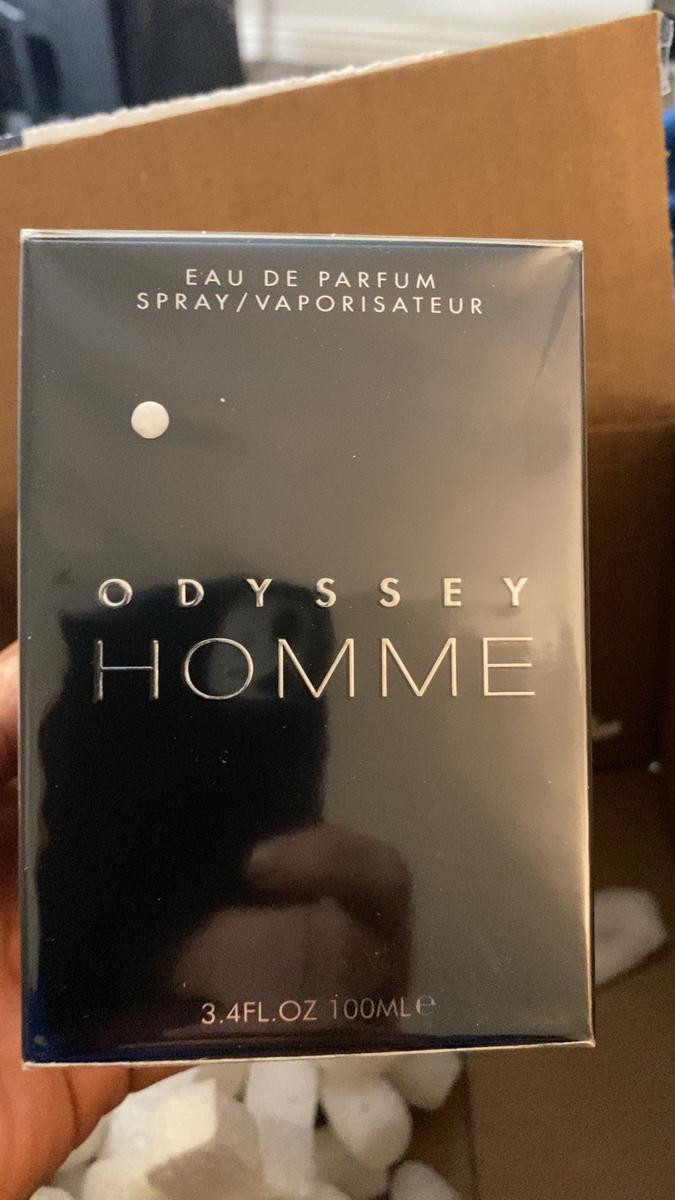 EAU DE PARFUM
SPRAY/VAPORISATEUR
ODYSSEY
HOMME
3.4FL.OZ 100ML℮